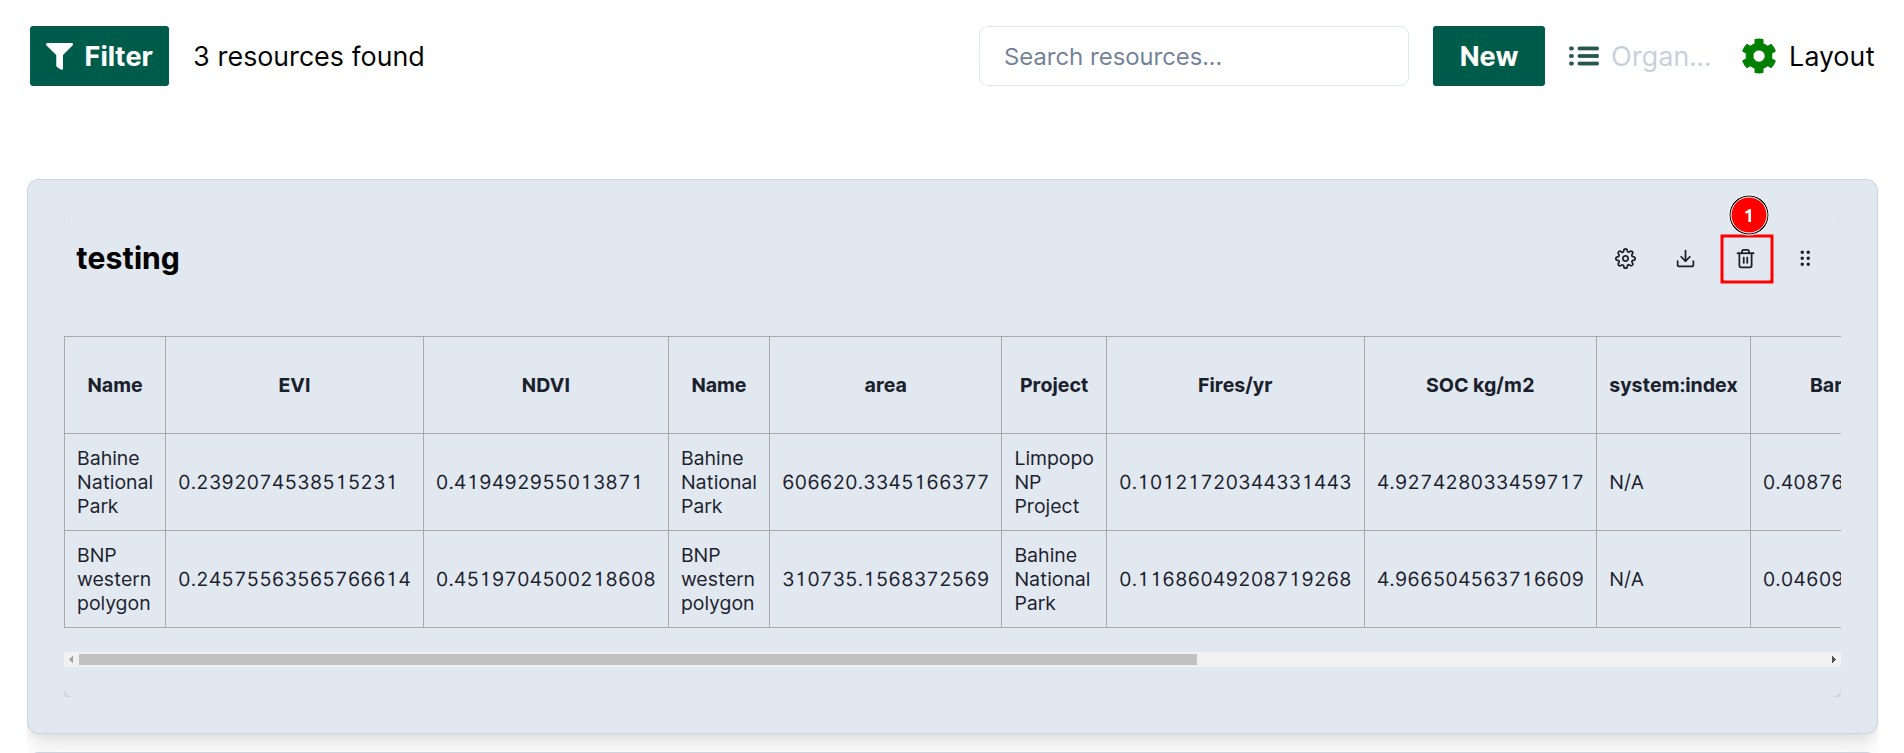 Filter 3 resources found Search resources... New Organ... Layout
1
testing
Name EVI NDVI Name area Project Fires/yr SOC kg/m2 system:index Bar
Bahine National Park 0.2392074538515231 0.419492955013871 Bahine National Park 606620.3345166377 Limpopo NP Project 0.10121720344331443 4.927428033459717 N/A 0.40876
BNP western polygon 0.24575563565766614 0.4519704500218608 BNP western polygon 310735.1568372569 Bahine National Park 0.11686049208719268 4.966504563716609 N/A 0.04609